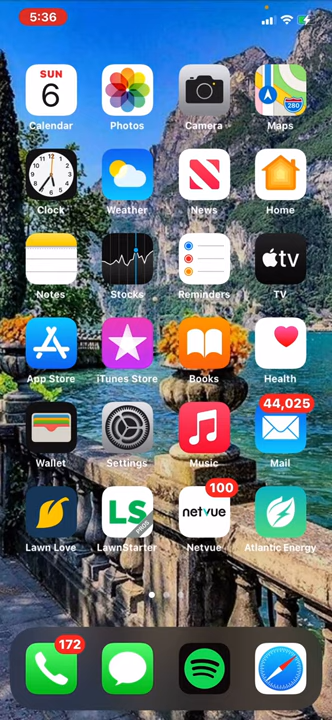 5:36
SUN
6
280
Calendar Photos Camera Maps
12
Clock Weather News Home
tv
Notes Stocks Reminders TV
App Store iTunes Store Books Health
44,025
Wallet Settings Music Mail
100
LS
PROS
netvue
Lawn Love LawnStarter Netvue Atlantic Energy
172